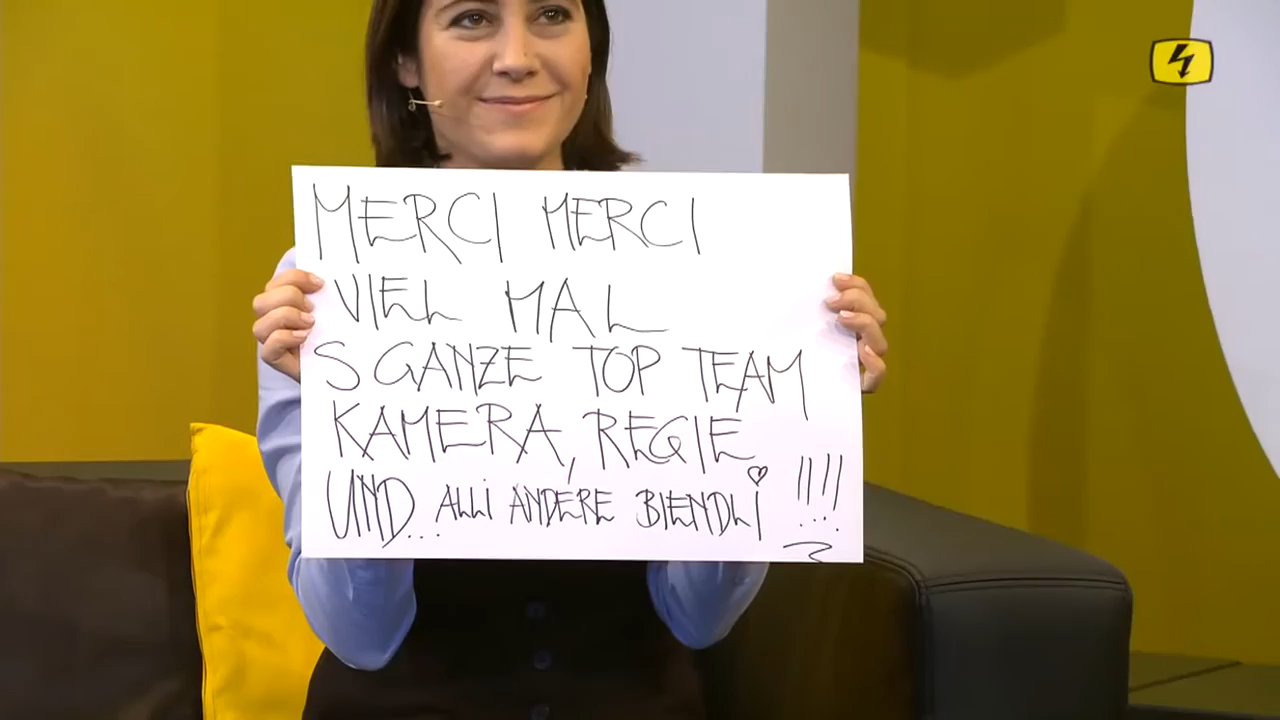 MERCI MERCI
VIEL MAL
S GANZE TOP TEAM
KAMERA, REGIE
UND... ALLI ANDERE BIENDLI !!!!